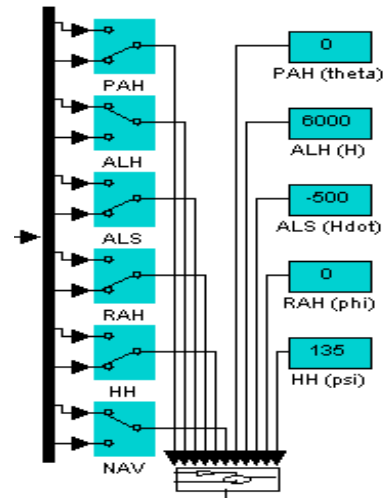 PAH
ALH
ALS
RAH
HH
NAV
0
PAH (theta)
6000
ALH (H)
-500
ALS (Hdot)
0
RAH (phi)
135
HH (psi)